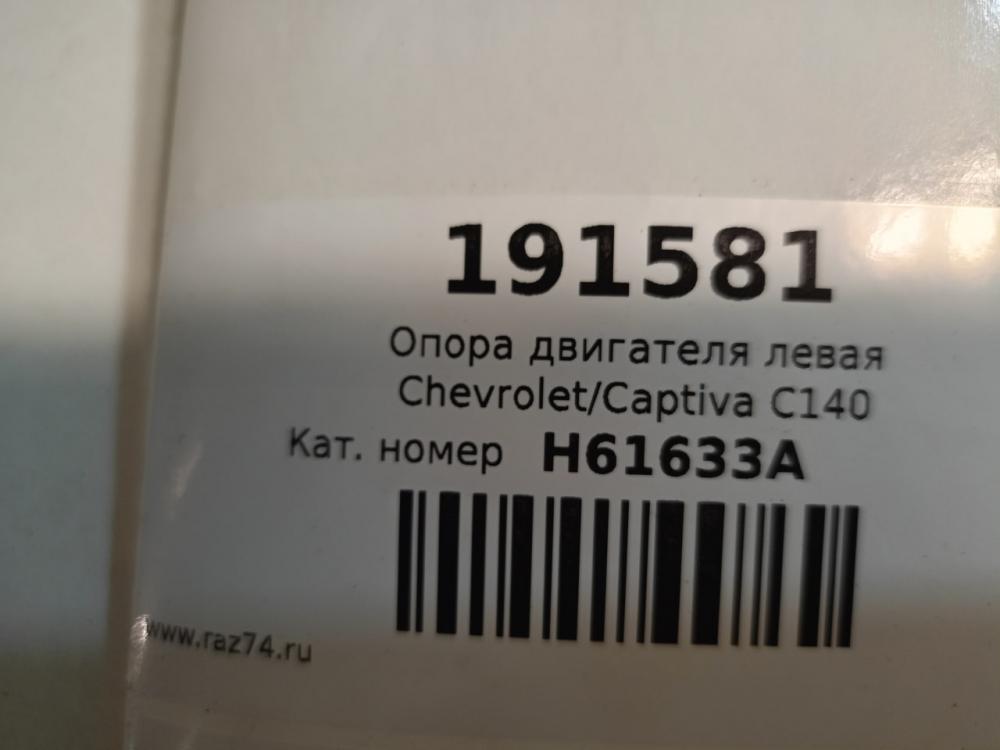 191581
Опора двигателя левая
Chevrolet/Captiva C140
Кат. номер H61633A
www.raz74.ru